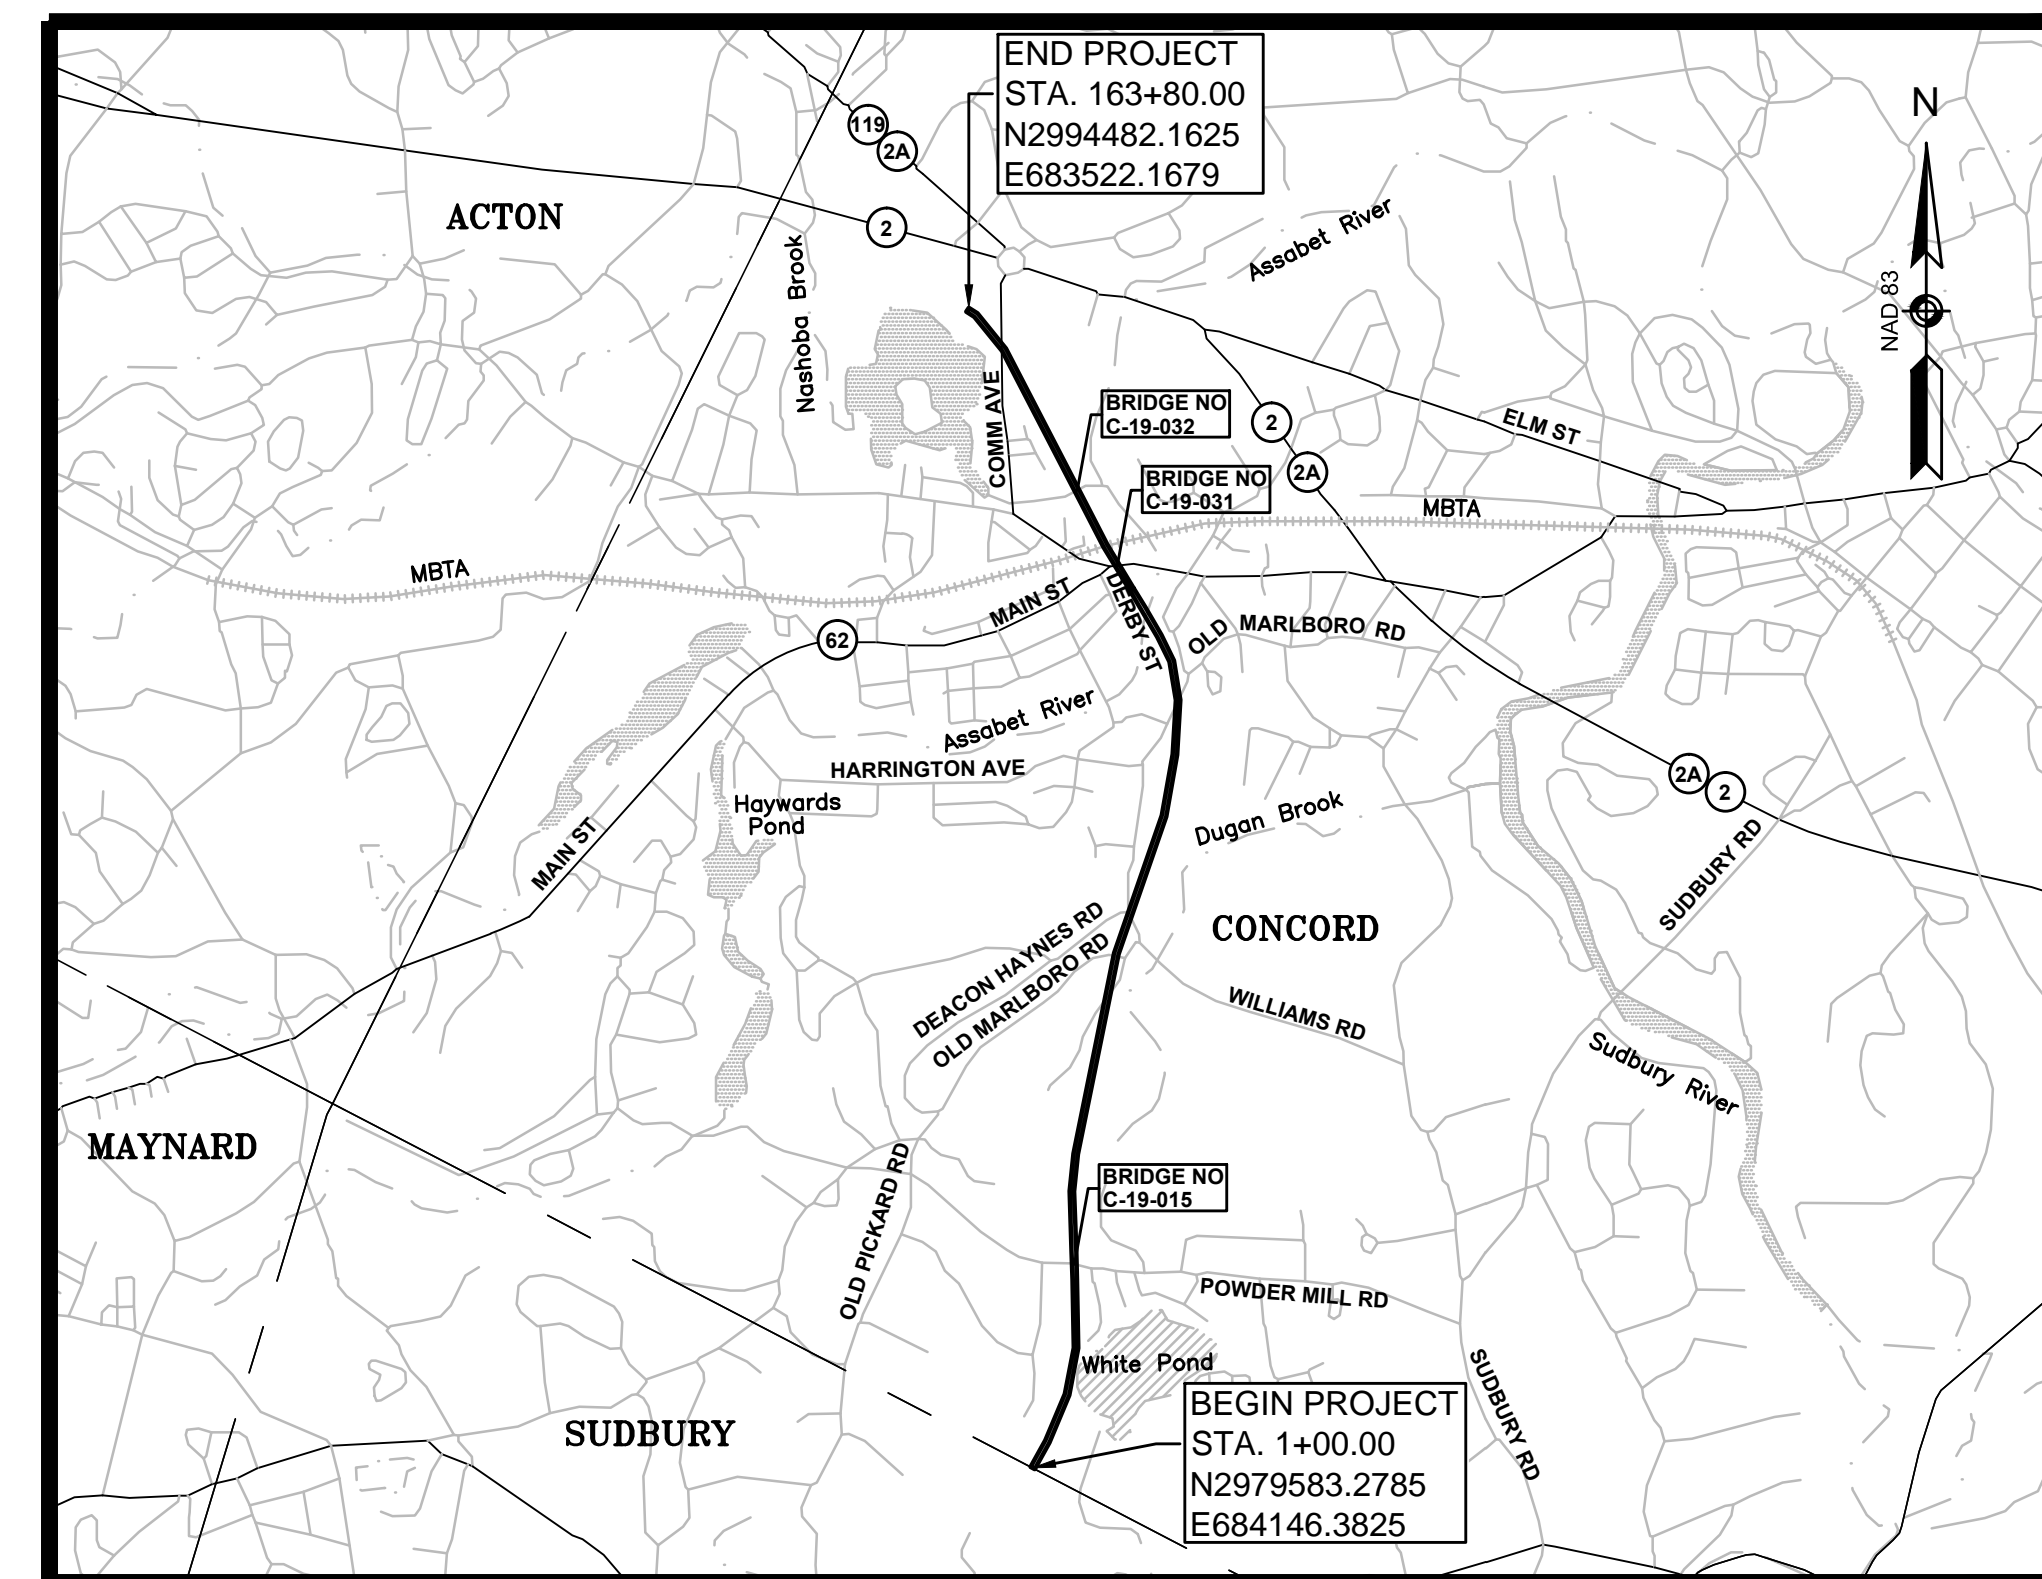 END PROJECT
STA. 163+80.00
N2994482.1625
E683522.1679
N
NAD 83
119
2A
2
ACTON
Nashoba Brook
Assabet River
COMM AVE
BRIDGE NO
C-19-032
BRIDGE NO
C-19-031
2
2A
ELM ST
MBTA
MBTA
MAIN ST
62
DERBY ST
OLD MARLBORO RD
Assabet River
HARRINGTON AVE
Haywards
Pond
MAIN ST
Dugan Brook
2A
2
SUDBURY RD
DEACON HAYNES RD
OLD MARLBORO RD
CONCORD
WILLIAMS RD
Sudbury River
MAYNARD
OLD PICKARD RD
BRIDGE NO
C-19-015
POWDER MILL RD
White Pond
SUDBURY RD
SUDBURY
BEGIN PROJECT
STA. 1+00.00
N2979583.2785
E684146.3825